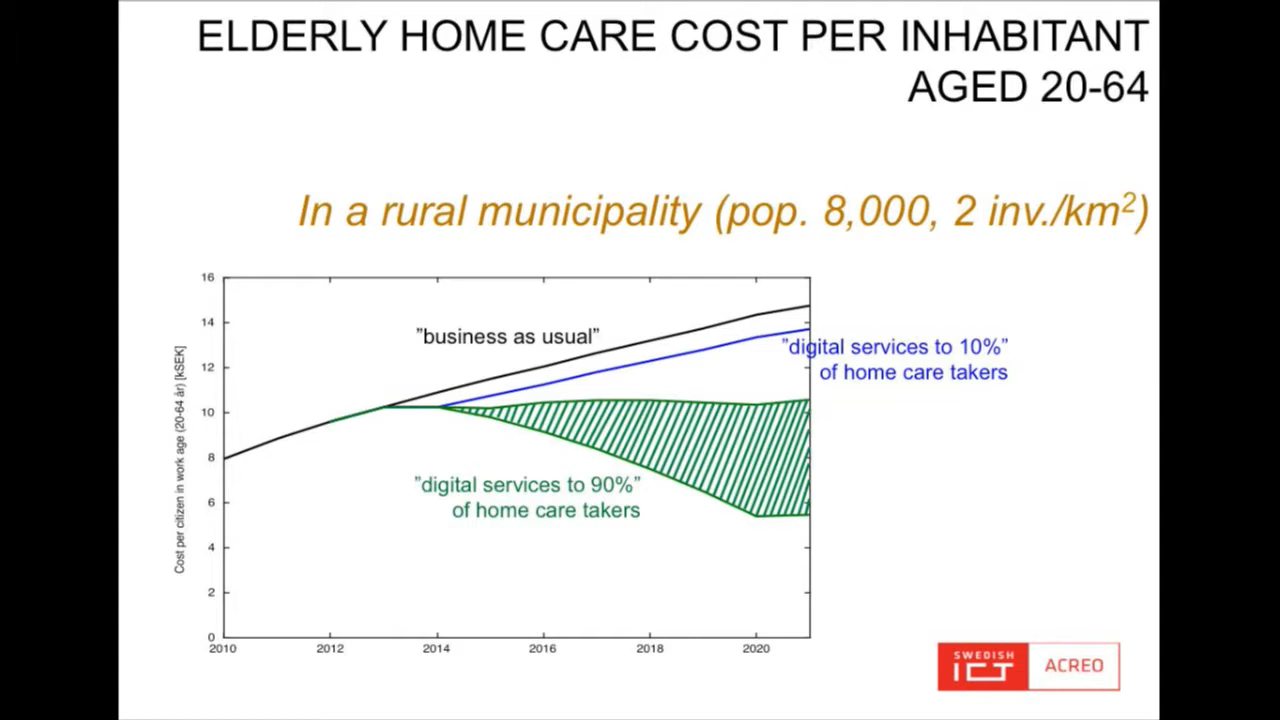 ELDERLY HOME CARE COST PER INHABITANT
AGED 20-64
In a rural municipality (pop. 8,000, 2 inv./km²)
16
14
12
10
8
6
4
2
0
Cost per citizen in work age (20-64 år) [kSEK]
"business as usual"
"digital services to 10%"
of home care takers
"digital services to 90%"
of home care takers
2010 2012 2014 2016 2018 2020
SWEDISH
ICT
ACREO